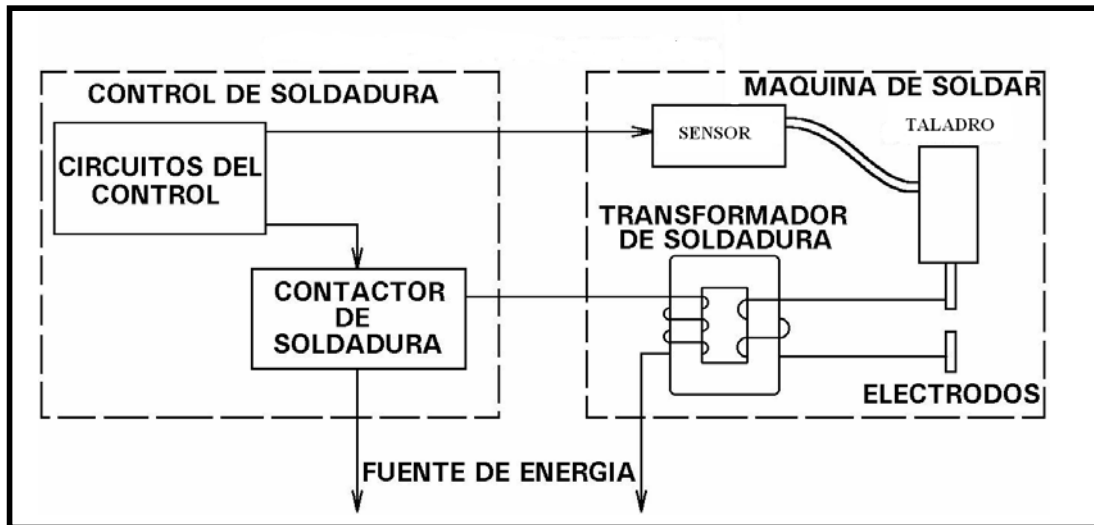 CONTROL DE SOLDADURA
CIRCUITOS DEL
CONTROL
CONTACTOR
DE
SOLDADURA
MAQUINA DE SOLDAR
SENSOR
TALADRO
TRANSFORMADOR
DE SOLDADURA
ELECTRODOS
FUENTE DE ENERGIA